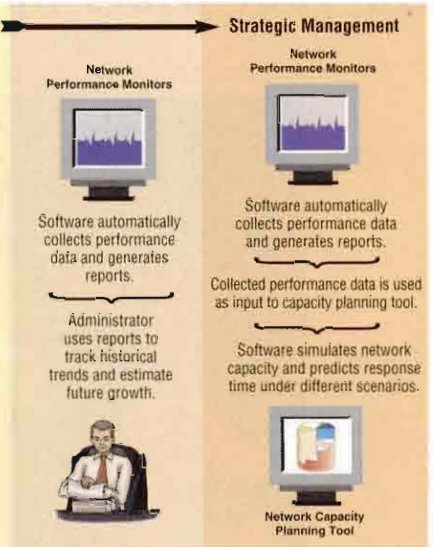 Strategic Management
Network
Performance Monitors
Software automatically
collects performance
data and generates
reports.
Administrator
uses reports to
track historical
trends and estimate
future growth.
Network
Performance Monitors
Software automatically
collects performance data
and generates reports.
Collected performance data is used
as input to capacity planning tool.
Software simulates network
capacity and predicts response
time under different scenarios.
Network Capacity
Planning Tool